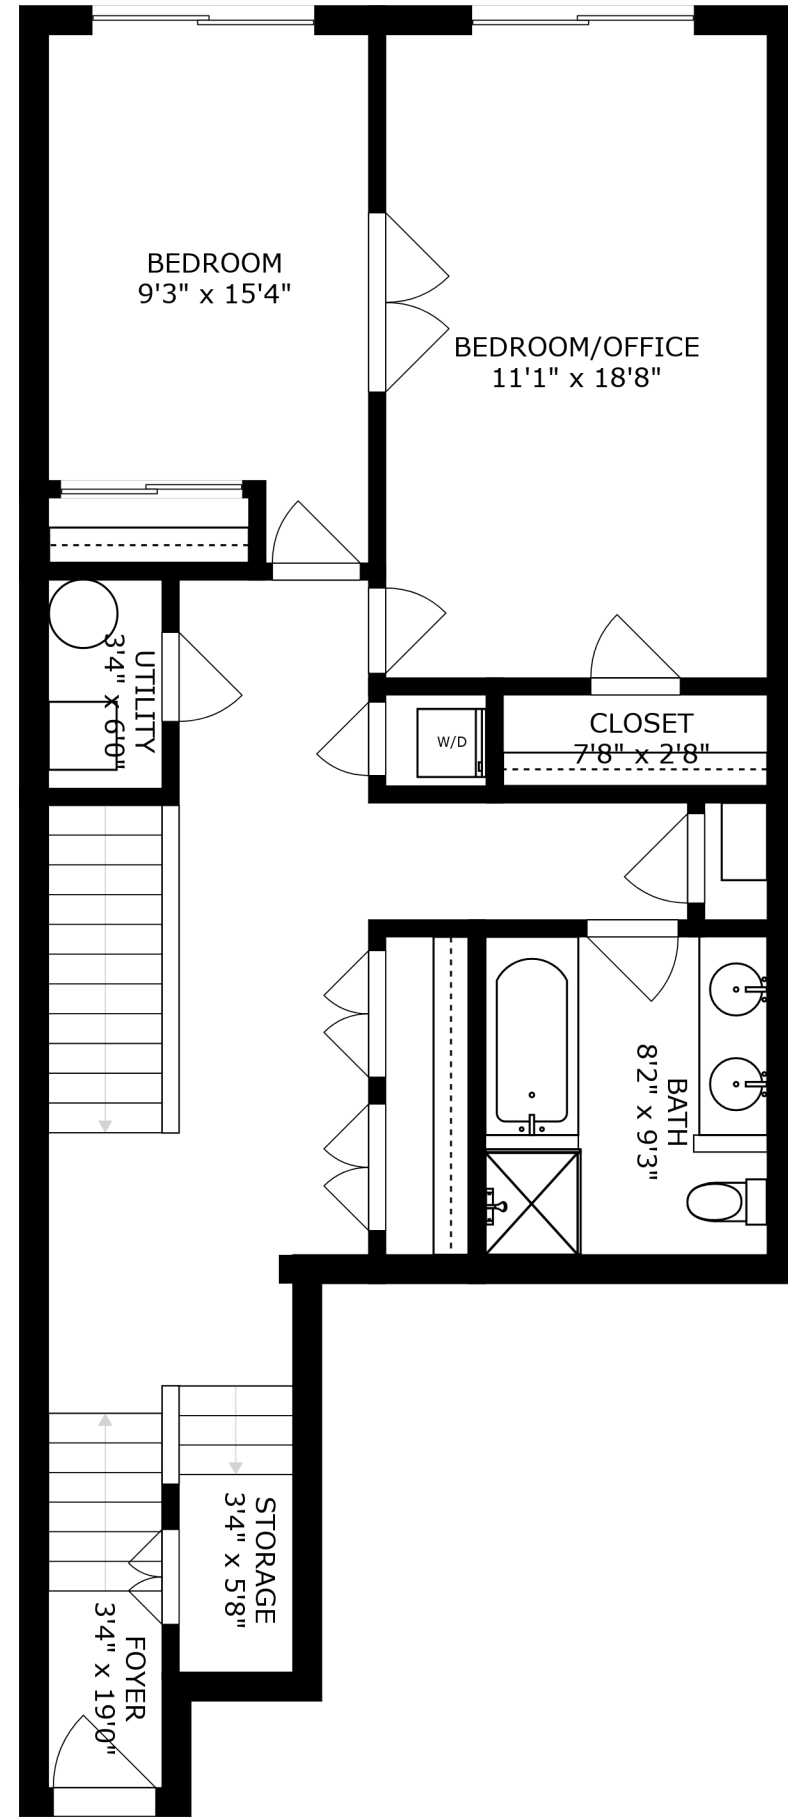 BEDROOM
9'3" x 15'4"
BEDROOM/OFFICE
11'1" x 18'8"
UTILITY
3'4" x 6'0"
W/D
CLOSET
7'8" x 2'8"
BATH
8'2" x 9'3"
STORAGE
3'4" x 5'8"
FOYER
3'4" x 19'0"